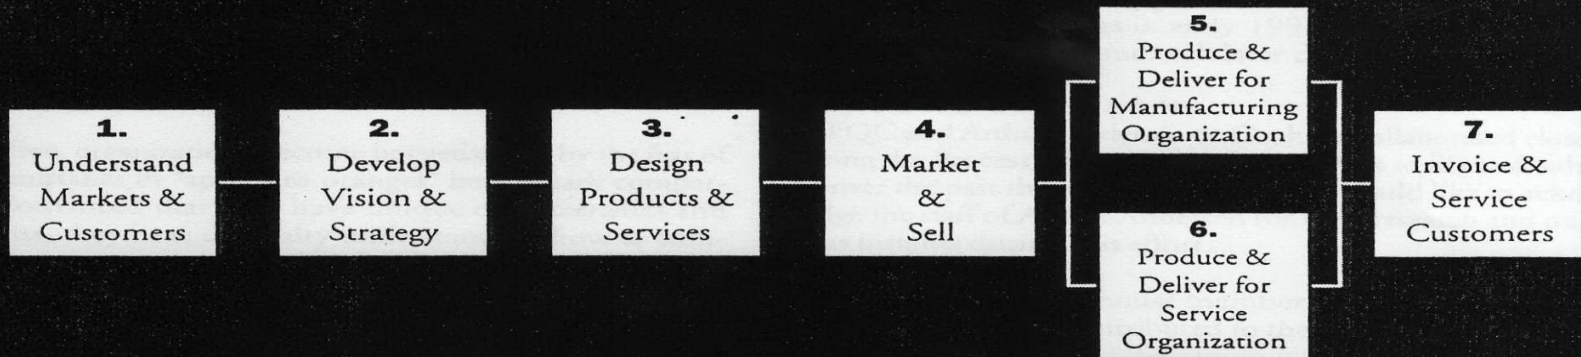 1.
Understand
Markets &
Customers
2.
Develop
Vision &
Strategy
3.
Design
Products &
Services
4.
Market
&
Sell
5.
Produce &
Deliver for
Manufacturing
Organization
6.
Produce &
Deliver for
Service
Organization
7.
Invoice &
Service
Customers